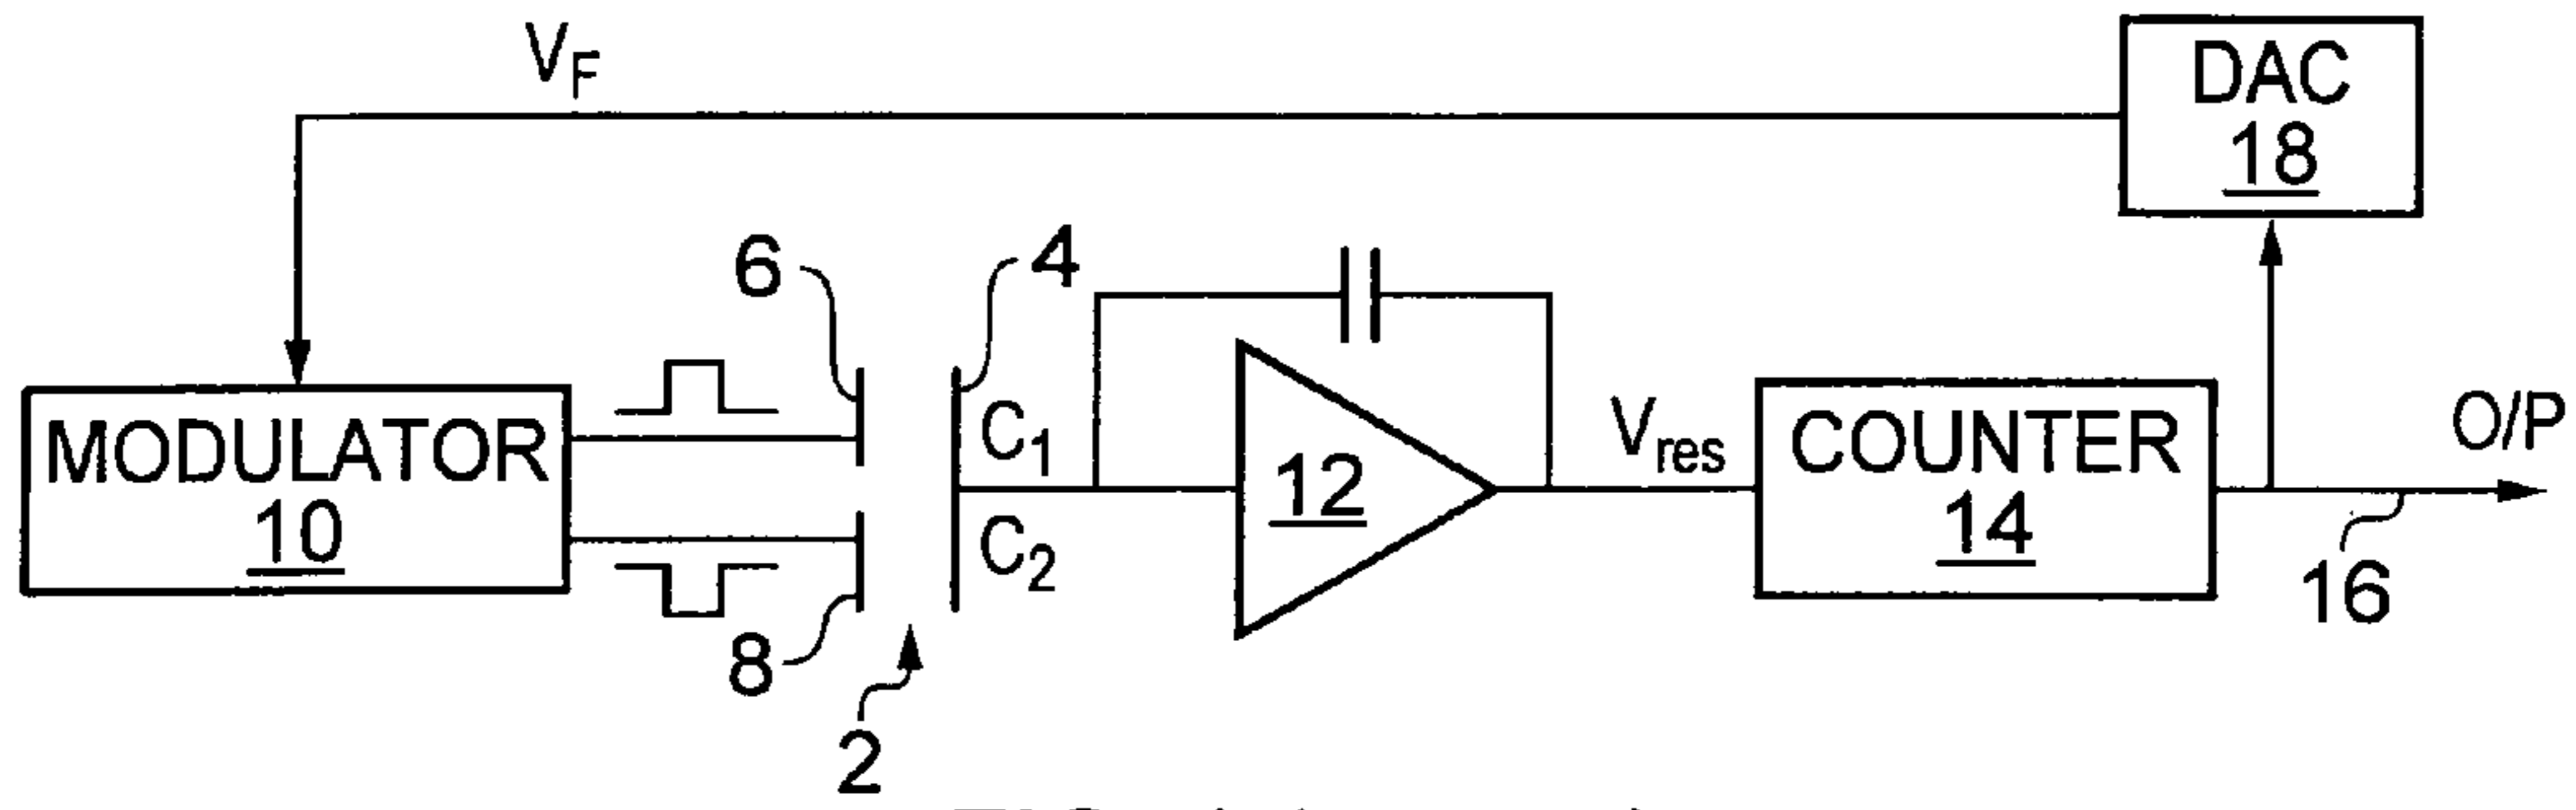 V_F
DAC
18
6
4
MODULATOR
10
C_1
C_2
12
V_res
COUNTER
14
O/P
16
8
2